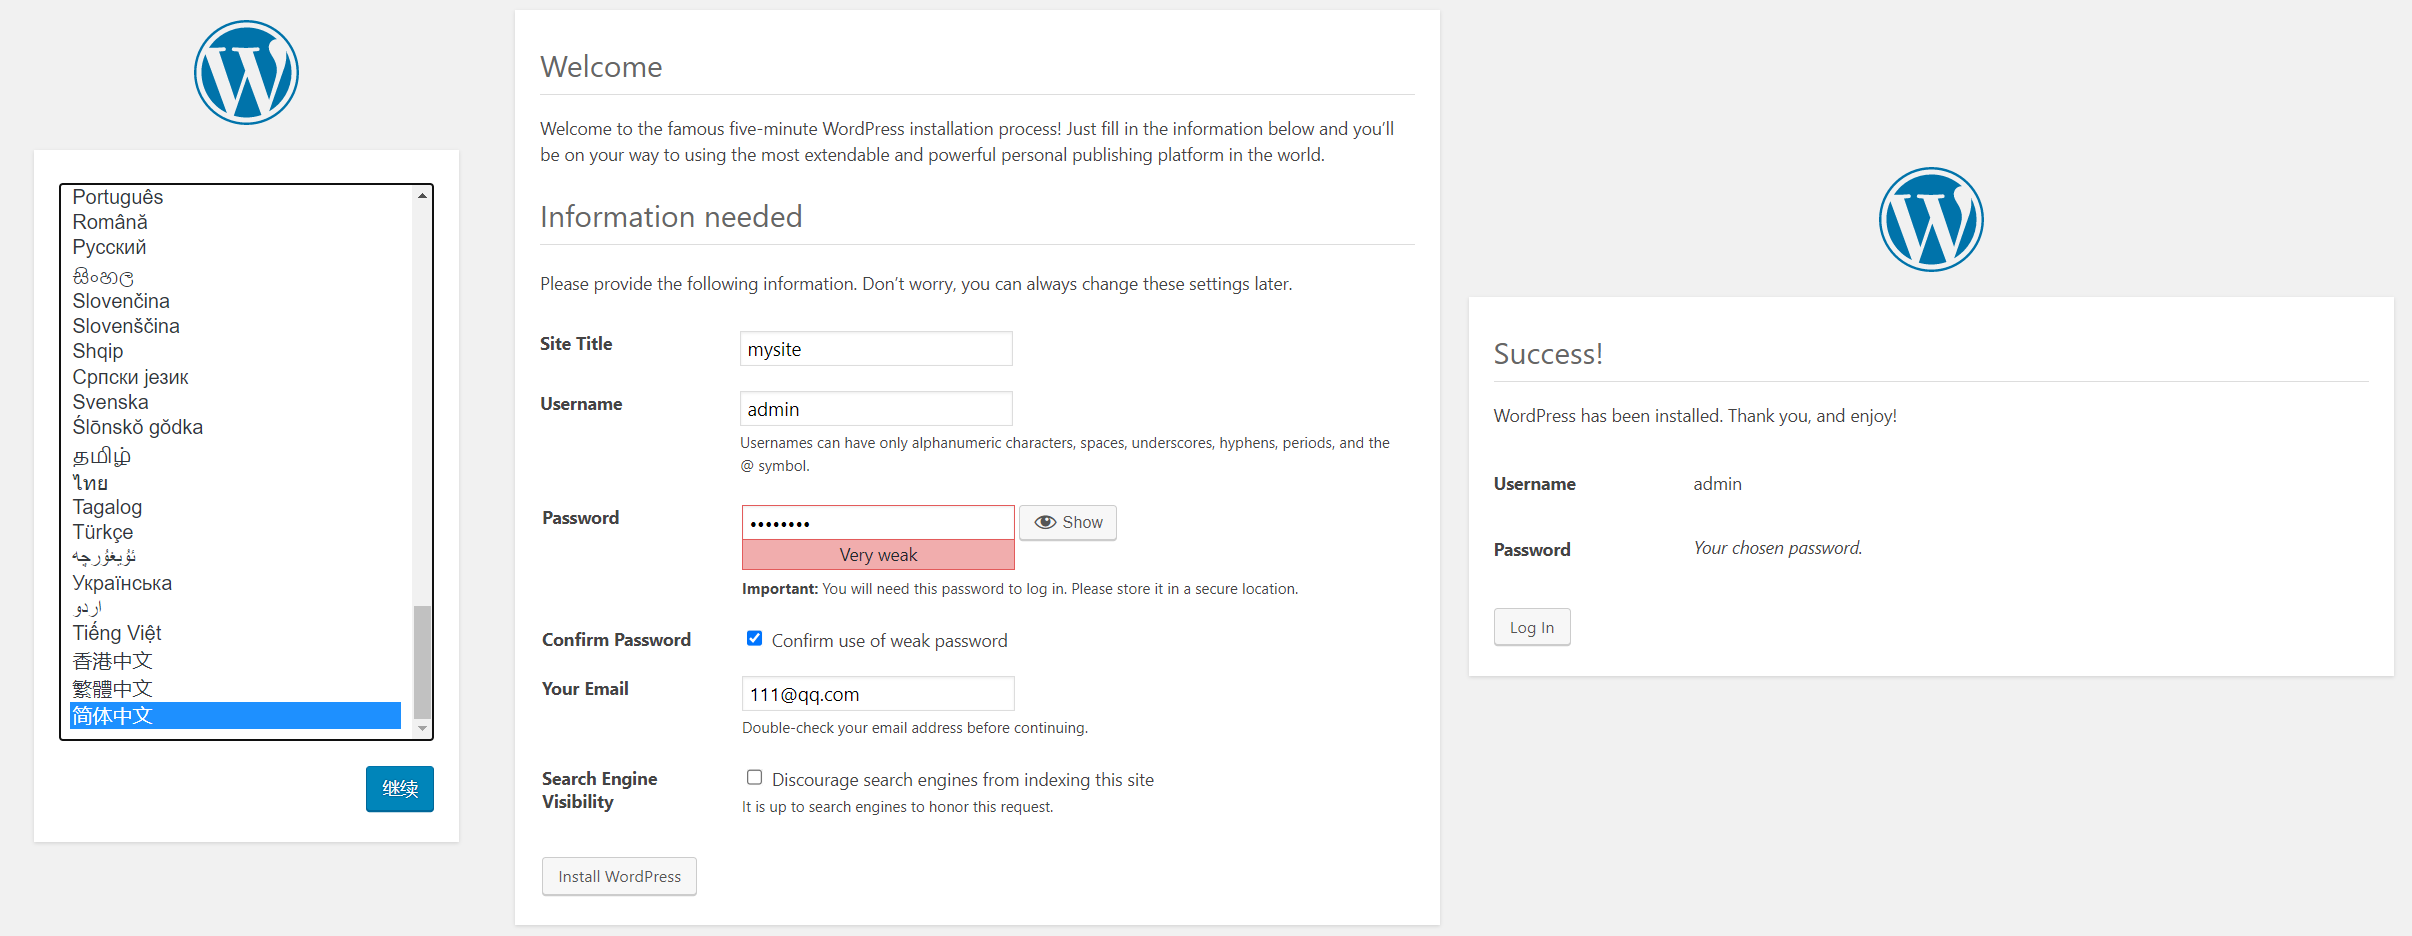 Português
Română
Русский
සිංහල
Slovenčina
Slovenščina
Shqip
Српски језик
Svenska
Ślōnskŏ gŏdka
தமிழ்
ไทย
Tagalog
Türkçe
ئۇيغۇرچە
Українська
اردو
Tiếng Việt
香港中文
繁體中文
简体中文
继续
Welcome
Welcome to the famous five-minute WordPress installation process! Just fill in the information below and you’ll
be on your way to using the most extendable and powerful personal publishing platform in the world.
Information needed
Please provide the following information. Don’t worry, you can always change these settings later.
Site Title
mysite
Username
admin
Usernames can have only alphanumeric characters, spaces, underscores, hyphens, periods, and the
@ symbol.
Password
••••••••
Show
Very weak
Important: You will need this password to log in. Please store it in a secure location.
Confirm Password
Confirm use of weak password
Your Email
111@qq.com
Double-check your email address before continuing.
Search Engine
Visibility
Discourage search engines from indexing this site
It is up to search engines to honor this request.
Install WordPress
Success!
WordPress has been installed. Thank you, and enjoy!
Username
admin
Password
Your chosen password.
Log In